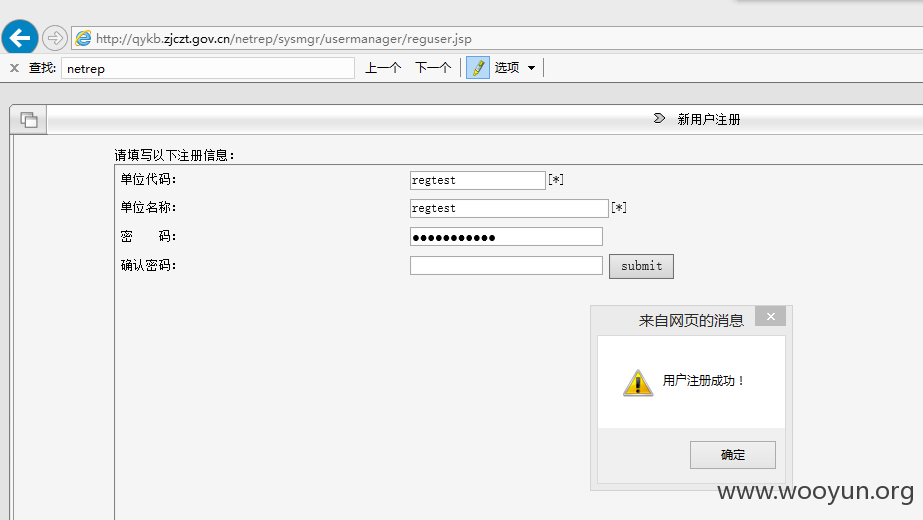 http://qykb.zjczt.gov.cn/netrep/sysmgr/usermanager/reguser.jsp
x 查找: netrep 上一个 下一个 选项
新用户注册
请填写以下注册信息：
单位代码： regtest [*]
单位名称： regtest [*]
密 码： ●●●●●●●●●●●
确认密码： submit
来自网页的消息 ×
用户注册成功！
确定
www.wooyun.org